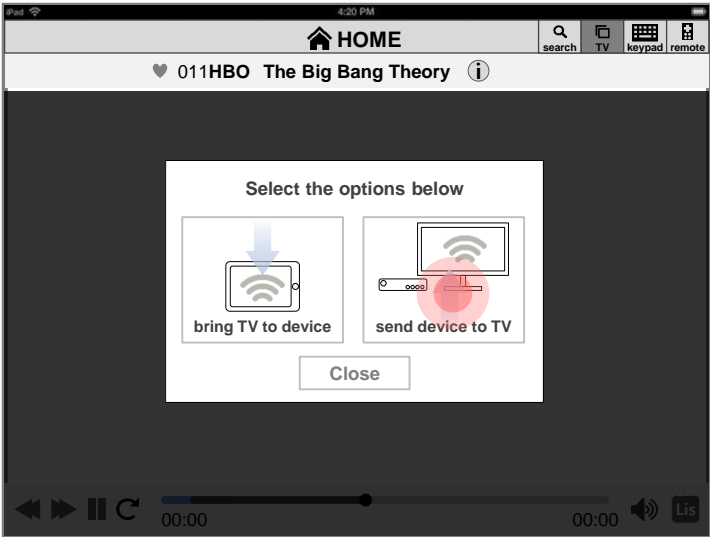 iPad 4:20 PM
HOME
search TV keypad remote
011HBO The Big Bang Theory i
Select the options below
bring TV to device send device to TV
Close
00:00 00:00 Lis